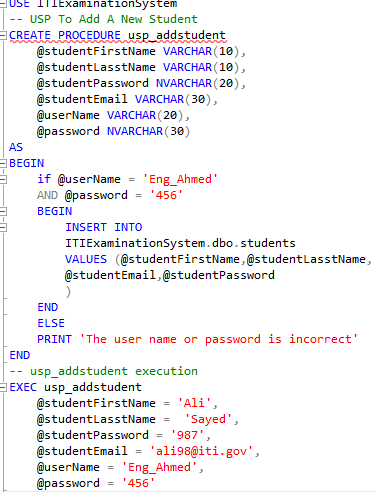 USE ITIExaminationSystem
-- USP To Add A New Student
CREATE PROCEDURE usp_addstudent
@studentFirstName VARCHAR(10),
@studentLasstName VARCHAR(10),
@studentPassword NVARCHAR(20),
@studentEmail VARCHAR(30),
@userName VARCHAR(20),
@password NVARCHAR(30)
AS
BEGIN
if @userName = 'Eng_Ahmed'
AND @password = '456'
BEGIN
INSERT INTO
ITIExaminationSystem.dbo.students
VALUES (@studentFirstName,@studentLasstName,
@studentEmail,@studentPassword
)
END
ELSE
PRINT 'The user name or password is incorrect'
END
-- usp_addstudent execution
EXEC usp_addstudent
@studentFirstName = 'Ali',
@studentLasstName =  'Sayed',
@studentPassword = '987',
@studentEmail = 'ali98@iti.gov',
@userName = 'Eng_Ahmed',
@password = '456'